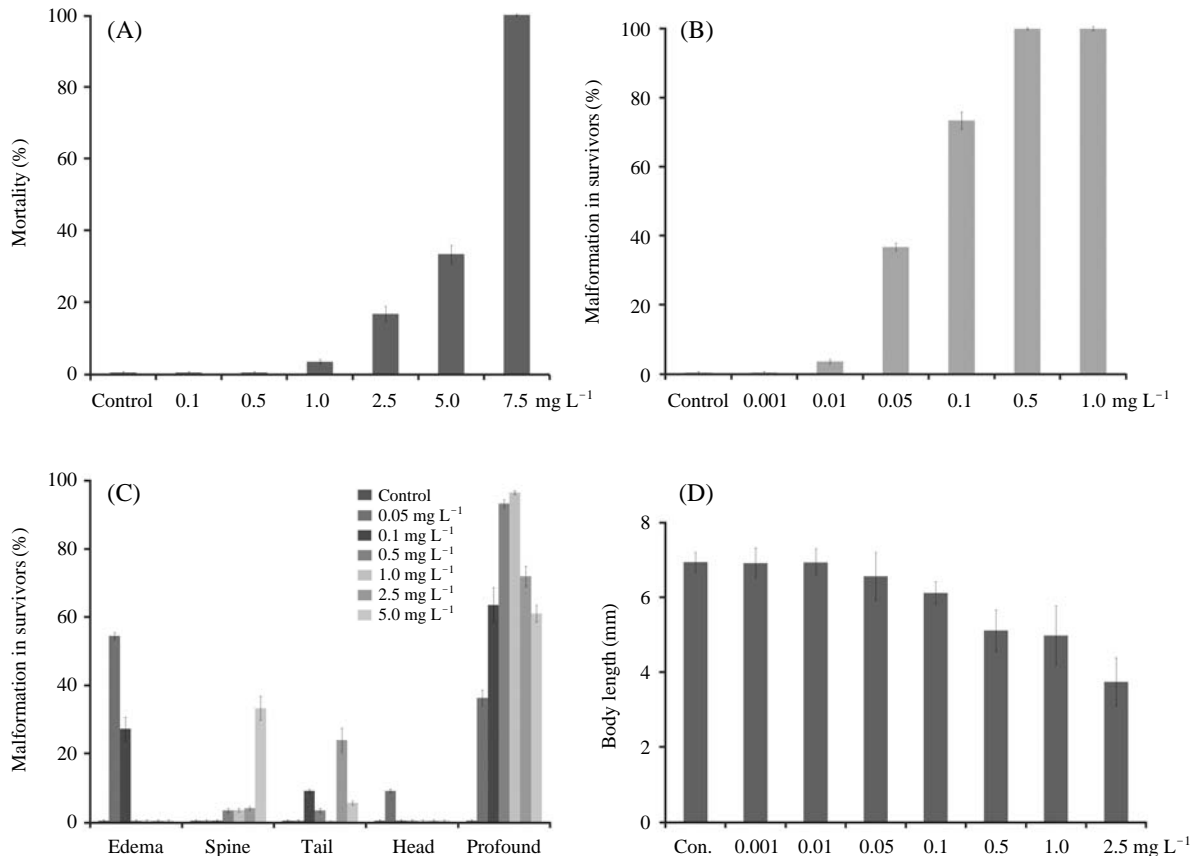 (A)
Mortality (%)
100
80
60
40
20
0
Control 0.1 0.5 1.0 2.5 5.0 7.5 mg L⁻¹
(B)
Malformation in survivors (%)
100
80
60
40
20
0
Control 0.001 0.01 0.05 0.1 0.5 1.0 mg L⁻¹
(C)
Malformation in survivors (%)
100
80
60
40
20
0
Control
0.05 mg L⁻¹
0.1 mg L⁻¹
0.5 mg L⁻¹
1.0 mg L⁻¹
2.5 mg L⁻¹
5.0 mg L⁻¹
Edema Spine Tail Head Profound
(D)
Body length (mm)
8
6
4
2
0
Con. 0.001 0.01 0.05 0.1 0.5 1.0 2.5 mg L⁻¹